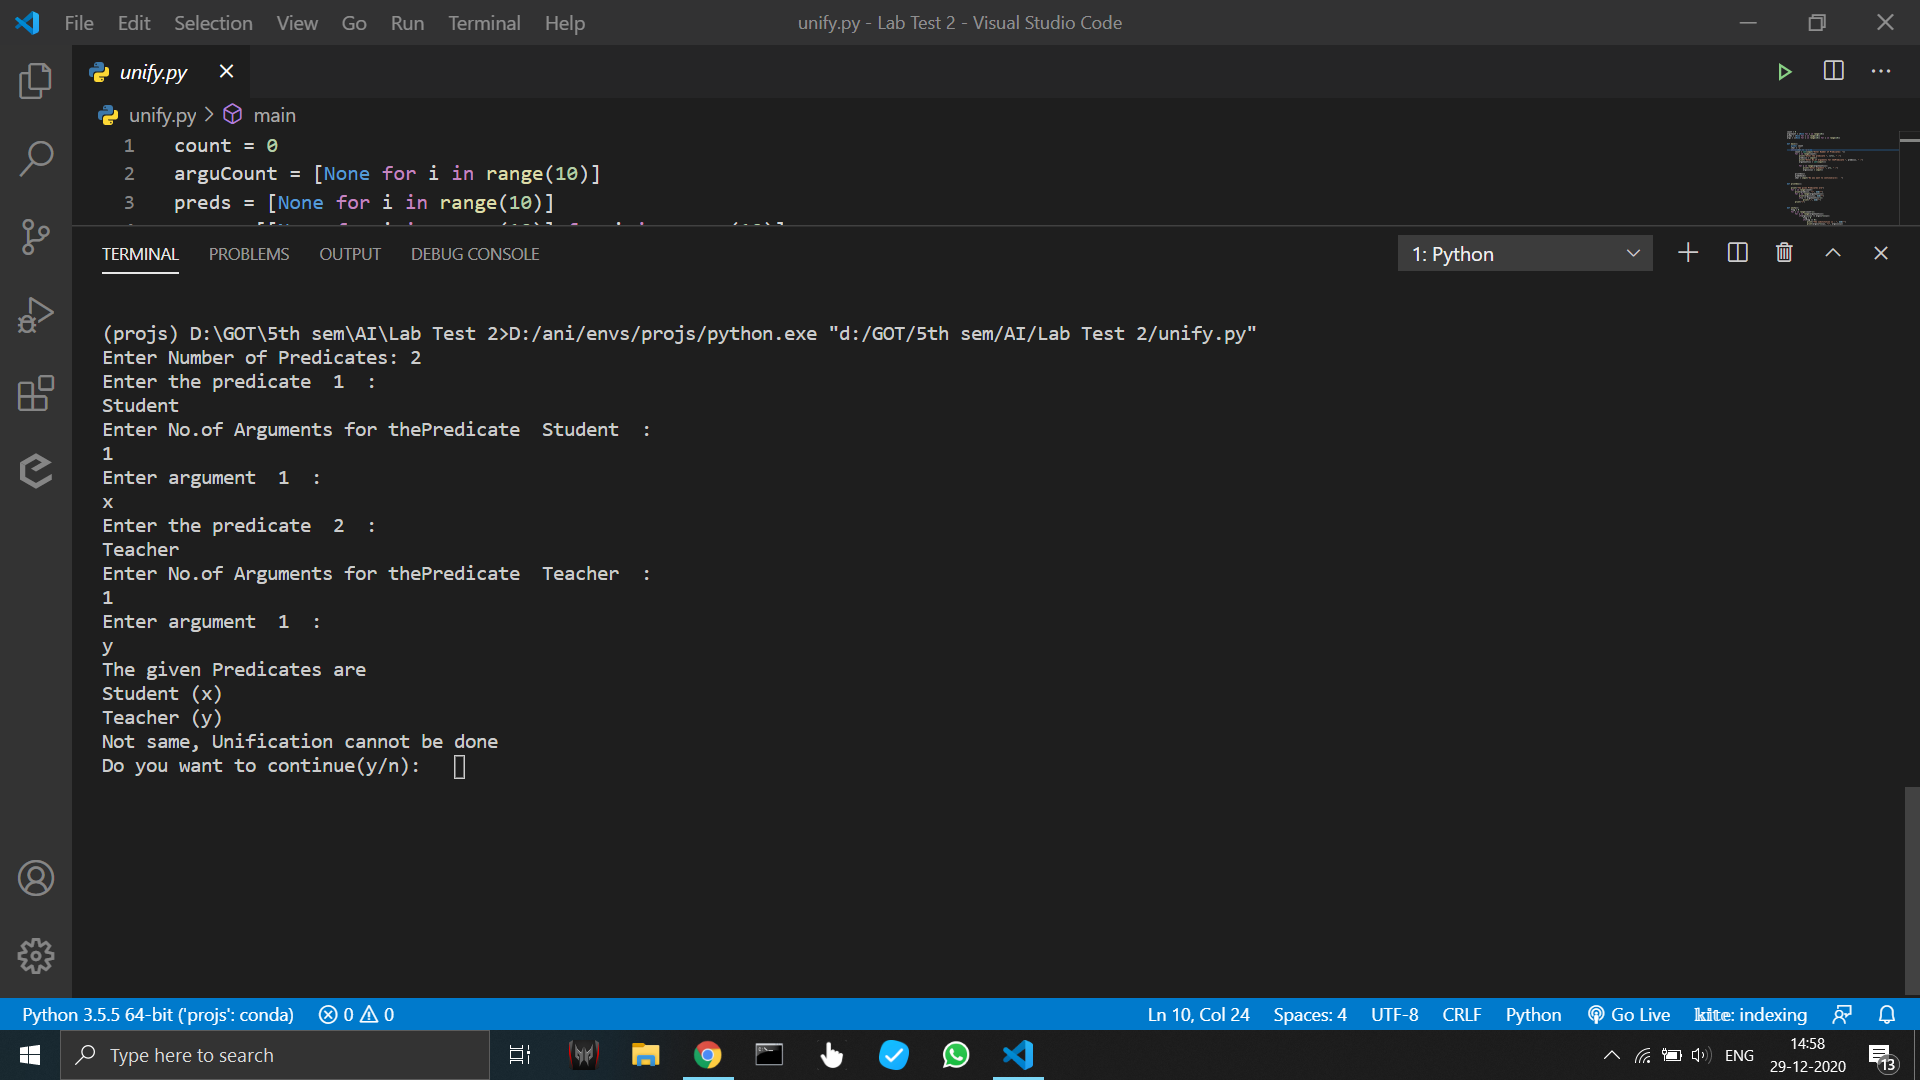 File Edit Selection View Go Run Terminal Help
unify.py - Lab Test 2 - Visual Studio Code
unify.py
unify.py > main
1 count = 0
2 arguCount = [None for i in range(10)]
3 preds = [None for i in range(10)]
TERMINAL PROBLEMS OUTPUT DEBUG CONSOLE
1: Python
(projs) D:\GOT\5th sem\AI\Lab Test 2>D:/ani/envs/projs/python.exe "d:/GOT/5th sem/AI/Lab Test 2/unify.py"
Enter Number of Predicates: 2
Enter the predicate  1  :
Student
Enter No.of Arguments for thePredicate  Student  :
1
Enter argument  1  :
x
Enter the predicate  2  :
Teacher
Enter No.of Arguments for thePredicate  Teacher  :
1
Enter argument  1  :
y
The given Predicates are
Student (x)
Teacher (y)
Not same, Unification cannot be done
Do you want to continue(y/n):
Python 3.5.5 64-bit ('projs': conda) 0 0 Ln 10, Col 24 Spaces: 4 UTF-8 CRLF Python Go Live kite: indexing
Type here to search
ENG
14:58
29-12-2020
13